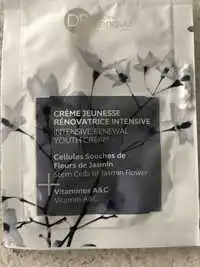 CRÈME JEUNESSE
RÉNOVATRICE INTENSIVE
INTENSIVE RENEWAL
YOUTH CREAM
Cellules Souches de
Fleurs de Jasmin
Stem Cells of Jasmin Flower
Vitamines A&C
Vitamin A&C